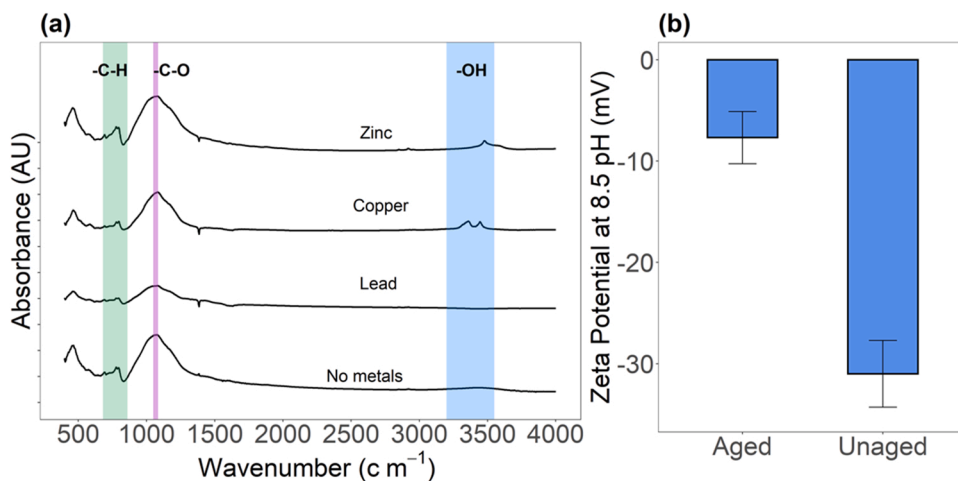 (a)
-C-H
-C-O
-OH
Zinc
Copper
Lead
No metals
Absorbance (AU)
500 1000 1500 2000 2500 3000 3500 4000
Wavenumber (c m⁻¹)
(b)
0
-10
-20
-30
Zeta Potential at 8.5 pH (mV)
Aged Unaged